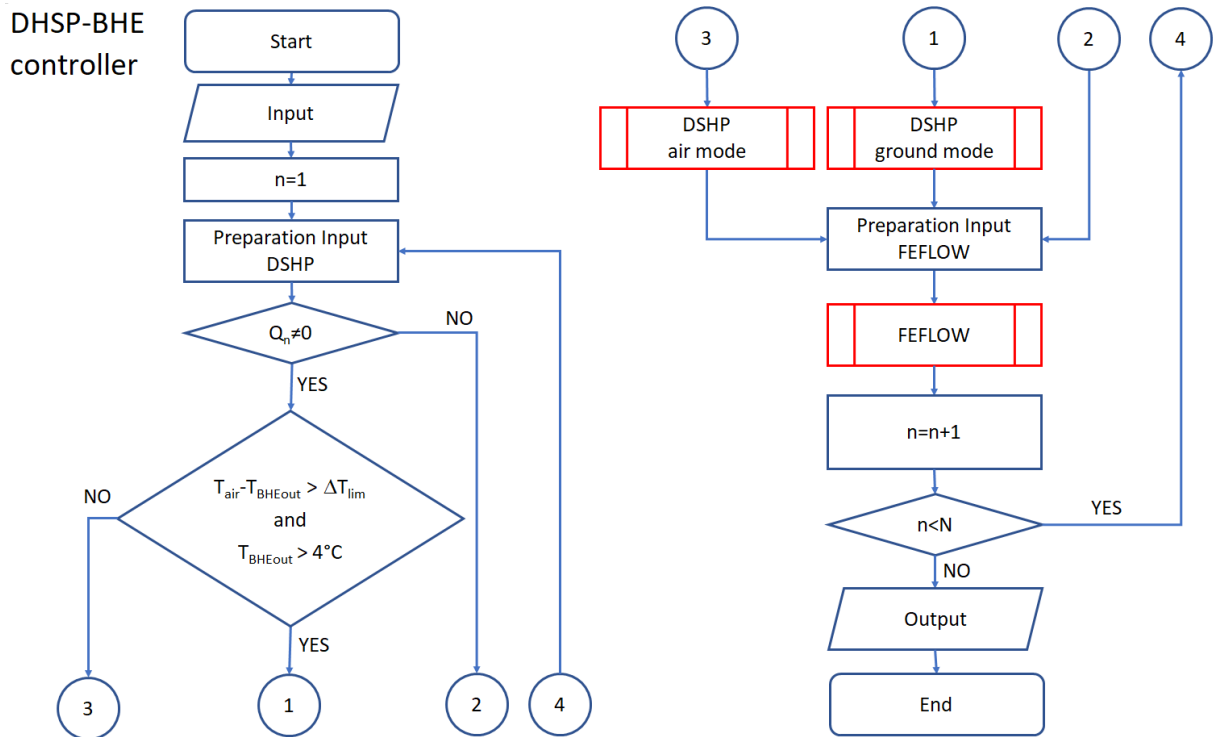 DHSP-BHE
controller
Start
Input
n=1
Preparation Input
DSHP
Qn≠0
NO
YES
Tair-TBHEout > ΔTlim
and
TBHEout > 4°C
NO
YES
3
1
2
4
3
1
2
4
DSHP
air mode
DSHP
ground mode
Preparation Input
FEFLOW
FEFLOW
n=n+1
n<N
YES
NO
Output
End